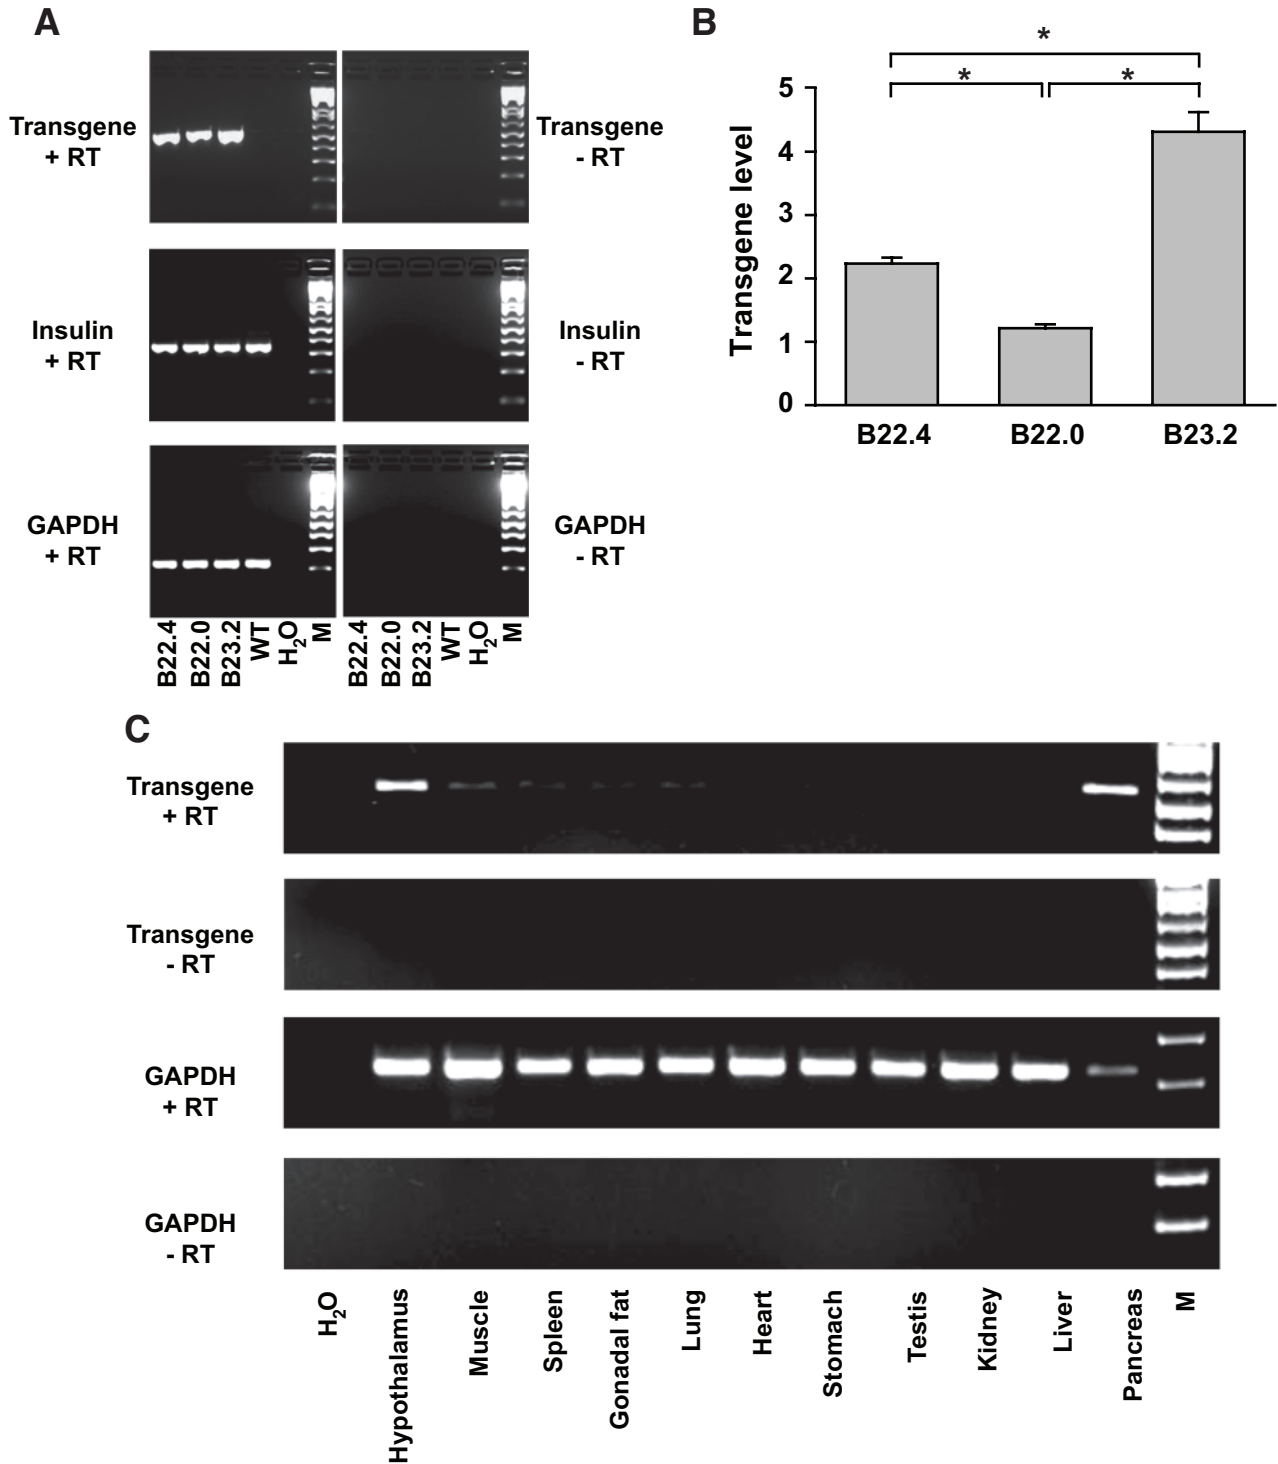 A
Transgene
+ RT
Transgene
- RT
Insulin
+ RT
Insulin
- RT
GAPDH
+ RT
GAPDH
- RT
B22.4
B22.0
B23.2
WT
H2O
M
B22.4
B22.0
B23.2
WT
H2O
M
B
*
*
*
Transgene level
5
4
3
2
1
0
B22.4
B22.0
B23.2
C
Transgene
+ RT
Transgene
- RT
GAPDH
+ RT
GAPDH
- RT
H2O
Hypothalamus
Muscle
Spleen
Gonadal fat
Lung
Heart
Stomach
Testis
Kidney
Liver
Pancreas
M